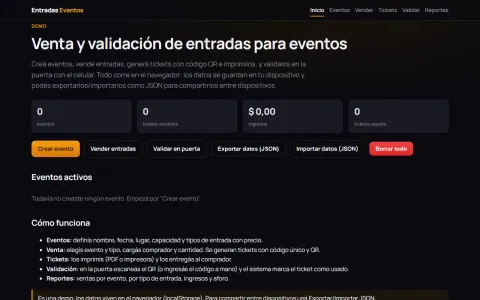 Entradas Eventos
Inicio Eventos Vender Tickets Validar Reportes
DEMO
Venta y validación de entradas para eventos
Creá eventos, vendé entradas, generá tickets con código QR e imprimilos, y validalos en la
puerta con el celular. Todo corre en el navegador: los datos se guardan en tu dispositivo y
podés exportarlos/importarlos como JSON para compartirlos entre dispositivos.
0 0 $ 0,00 0
eventos tickets vendidos ingresos tickets usados
Crear evento Vender entradas Validar en puerta Exportar datos (JSON) Importar datos (JSON) Borrar todo
Eventos activos
Todavía no creaste ningún evento. Empezá por "Crear evento".
Cómo funciona
Eventos: definís nombre, fecha, lugar, capacidad y tipos de entrada con precio.
Venta: elegís evento y tipo, cargás comprador y cantidad. Se generan tickets con código único y QR.
Tickets: los imprimís (PDF o impresora) y los entregás al comprador.
Validación: en la puerta escaneás el QR (o ingresás el código a mano) y el sistema marca el ticket como usado.
Reportes: ventas por evento, por tipo de entrada, ingresos y aforo.
Es una demo: los datos viven en el navegador (localStorage). Para compartir entre dispositivos usá Exportar/Importar JSON.